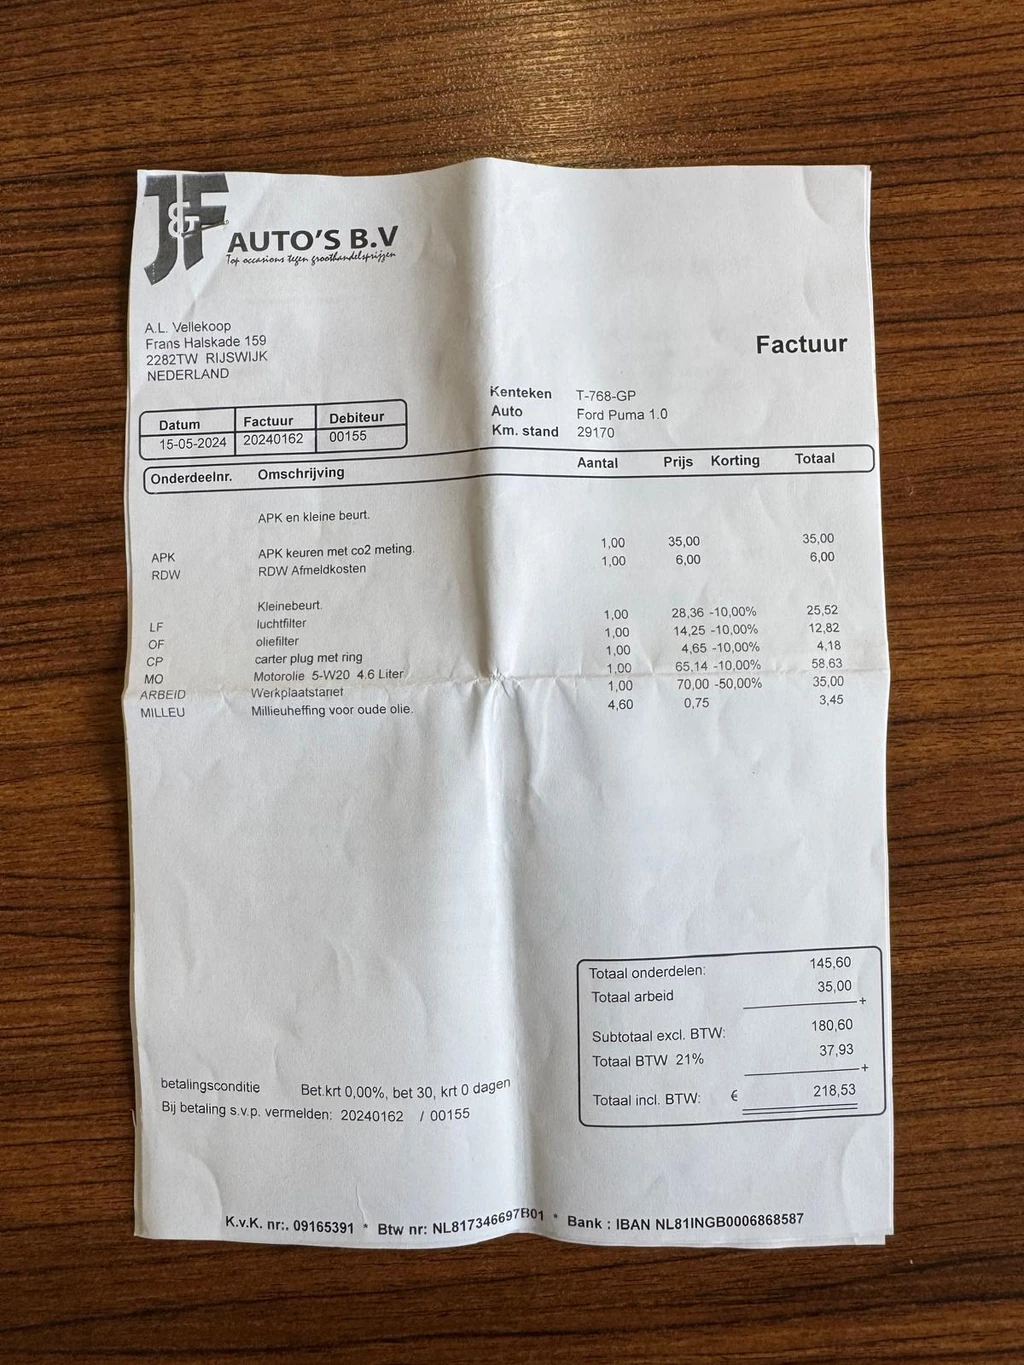 J&F AUTO'S B.V
Top occasions tegen groothandelsprijzen
A.L. Vellekoop
Frans Halskade 159
2282TW RIJSWIJK
NEDERLAND
Factuur
Kenteken T-768-GP
Auto Ford Puma 1.0
Km. stand 29170
Datum Factuur Debiteur
15-05-2024 20240162 00155
Onderdeelnr. Omschrijving Aantal Prijs Korting Totaal
APK en kleine beurt.
APK APK keuren met co2 meting. 1,00 35,00 35,00
RDW RDW Afmeldkosten 1,00 6,00 6,00
Kleinebeurt.
LF luchtfilter 1,00 28,36 -10,00% 25,52
OF oliefilter 1,00 14,25 -10,00% 12,82
CP carter plug met ring 1,00 4,65 -10,00% 4,18
MO Motorolie 5-W20 4.6 Liter 1,00 65,14 -10,00% 58,63
ARBEID Werkplaatstarief 1,00 70,00 -50,00% 35,00
MILLEU Millieuheffing voor oude olie. 4,60 0,75 3,45
Totaal onderdelen: 145,60
Totaal arbeid 35,00
+
Subtotaal excl. BTW: 180,60
Totaal BTW 21% 37,93
+
Totaal incl. BTW: € 218,53
betalingsconditie Bet.krt 0,00%, bet 30, krt 0 dagen
Bij betaling s.v.p. vermelden: 20240162 / 00155
K.v.K. nr:. 09165391 * Btw nr: NL817346697B01 * Bank : IBAN NL81INGB0006868587